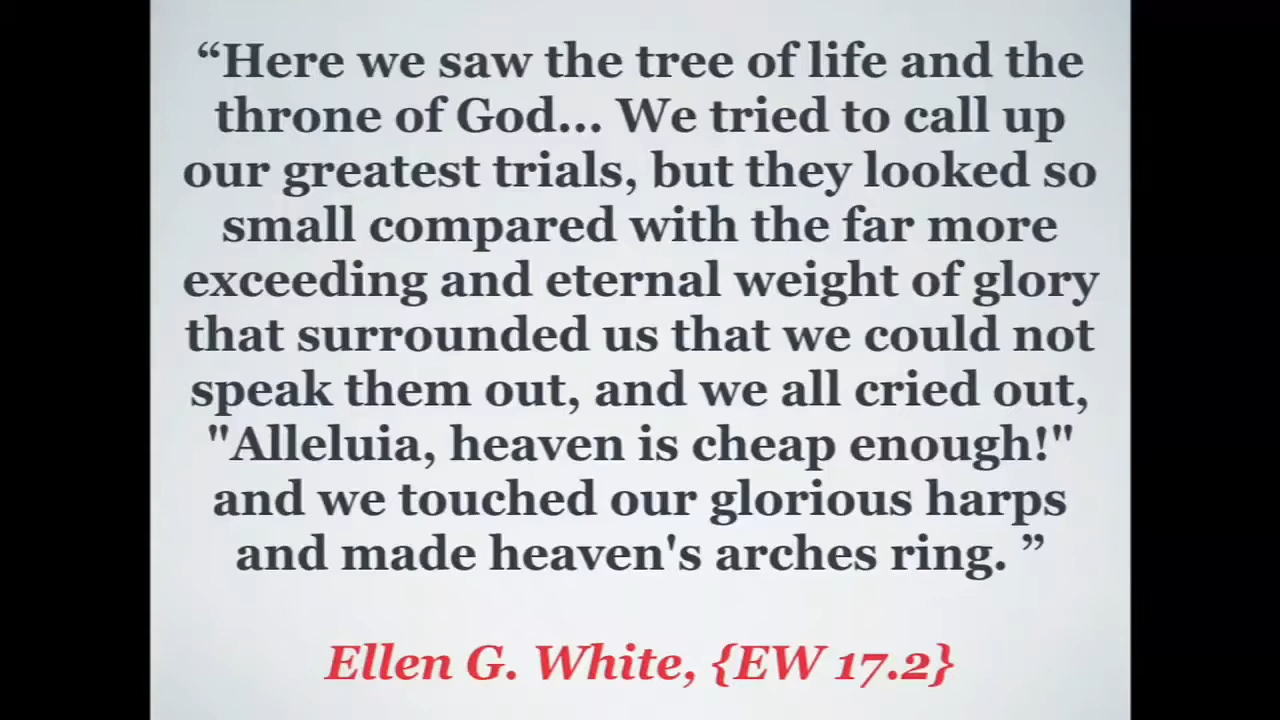 “Here we saw the tree of life and the
throne of God... We tried to call up
our greatest trials, but they looked so
small compared with the far more
exceeding and eternal weight of glory
that surrounded us that we could not
speak them out, and we all cried out,
"Alleluia, heaven is cheap enough!"
and we touched our glorious harps
and made heaven's arches ring. ”
Ellen G. White, {EW 17.2}